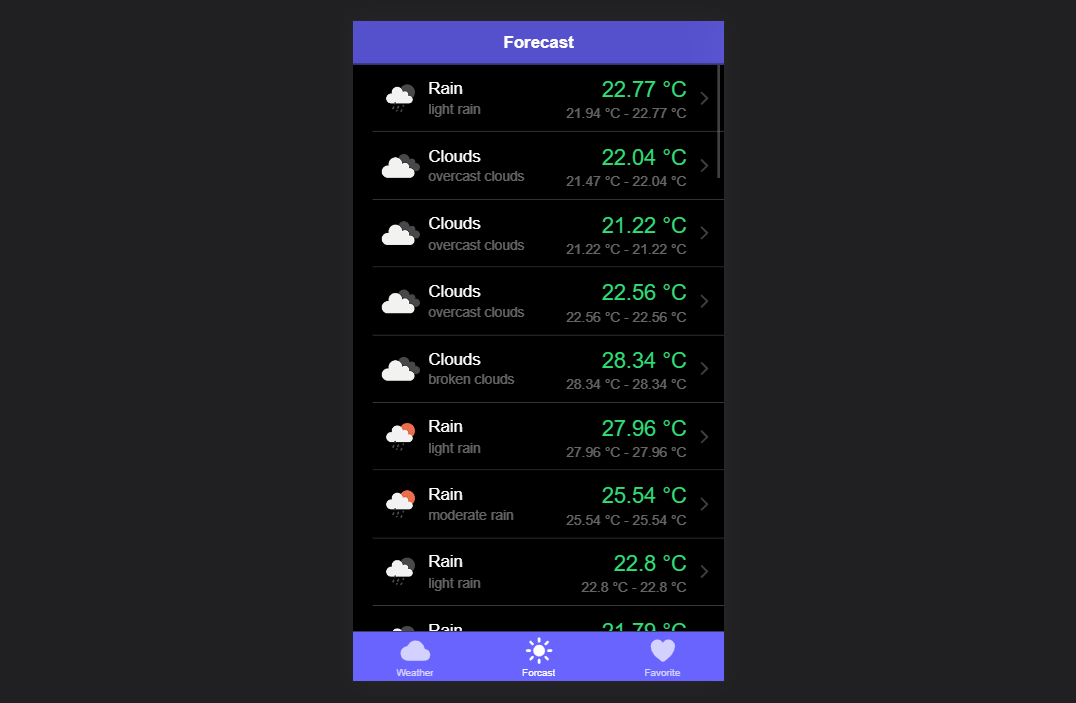 Forecast
Rain
22.77 °C
light rain
21.94 °C - 22.77 °C
Clouds
22.04 °C
overcast clouds
21.47 °C - 22.04 °C
Clouds
21.22 °C
overcast clouds
21.22 °C - 21.22 °C
Clouds
22.56 °C
overcast clouds
22.56 °C - 22.56 °C
Clouds
28.34 °C
broken clouds
28.34 °C - 28.34 °C
Rain
27.96 °C
light rain
27.96 °C - 27.96 °C
Rain
25.54 °C
moderate rain
25.54 °C - 25.54 °C
Rain
22.8 °C
light rain
22.8 °C - 22.8 °C
Rain
21.79 °C
Weather
Forcast
Favorite